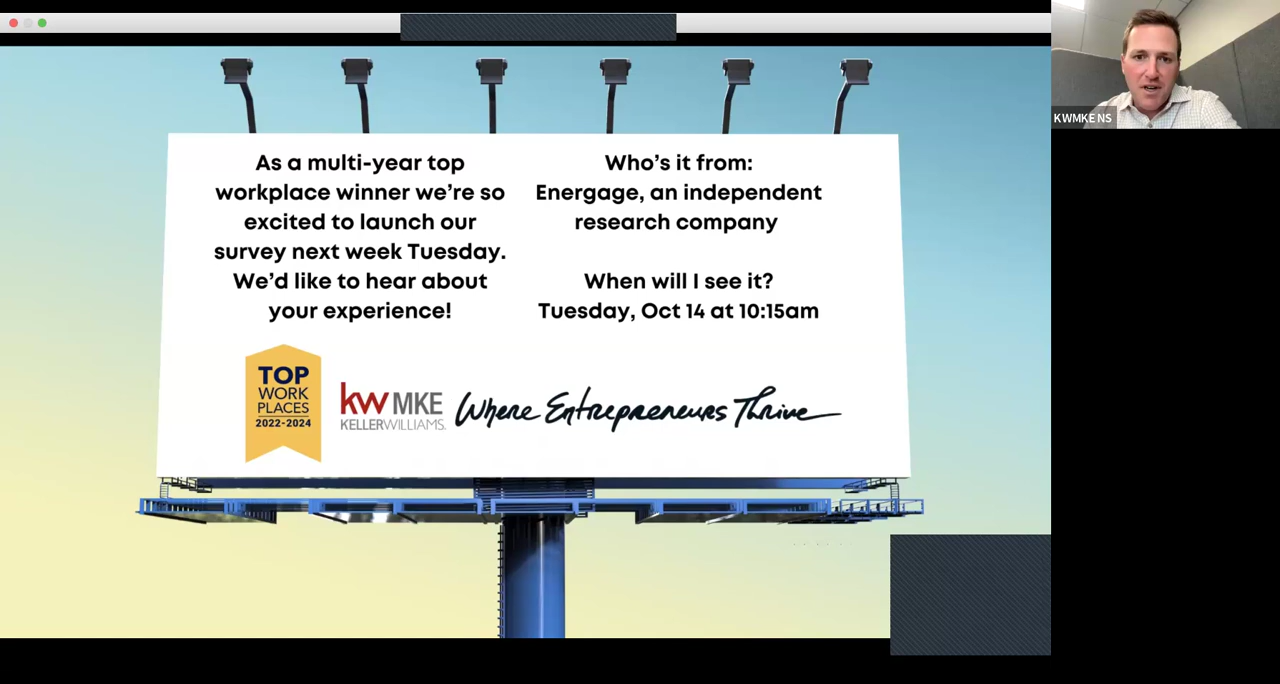 As a multi-year top
workplace winner we're so
excited to launch our
survey next week Tuesday.
We'd like to hear about
your experience!
Who's it from:
Energage, an independent
research company
When will I see it?
Tuesday, Oct 14 at 10:15am
TOP
WORK
PLACES
2022-2024
kw MKE
KELLERWILLIAMS.
Where Entrepreneurs Thrive
KWMKE NS